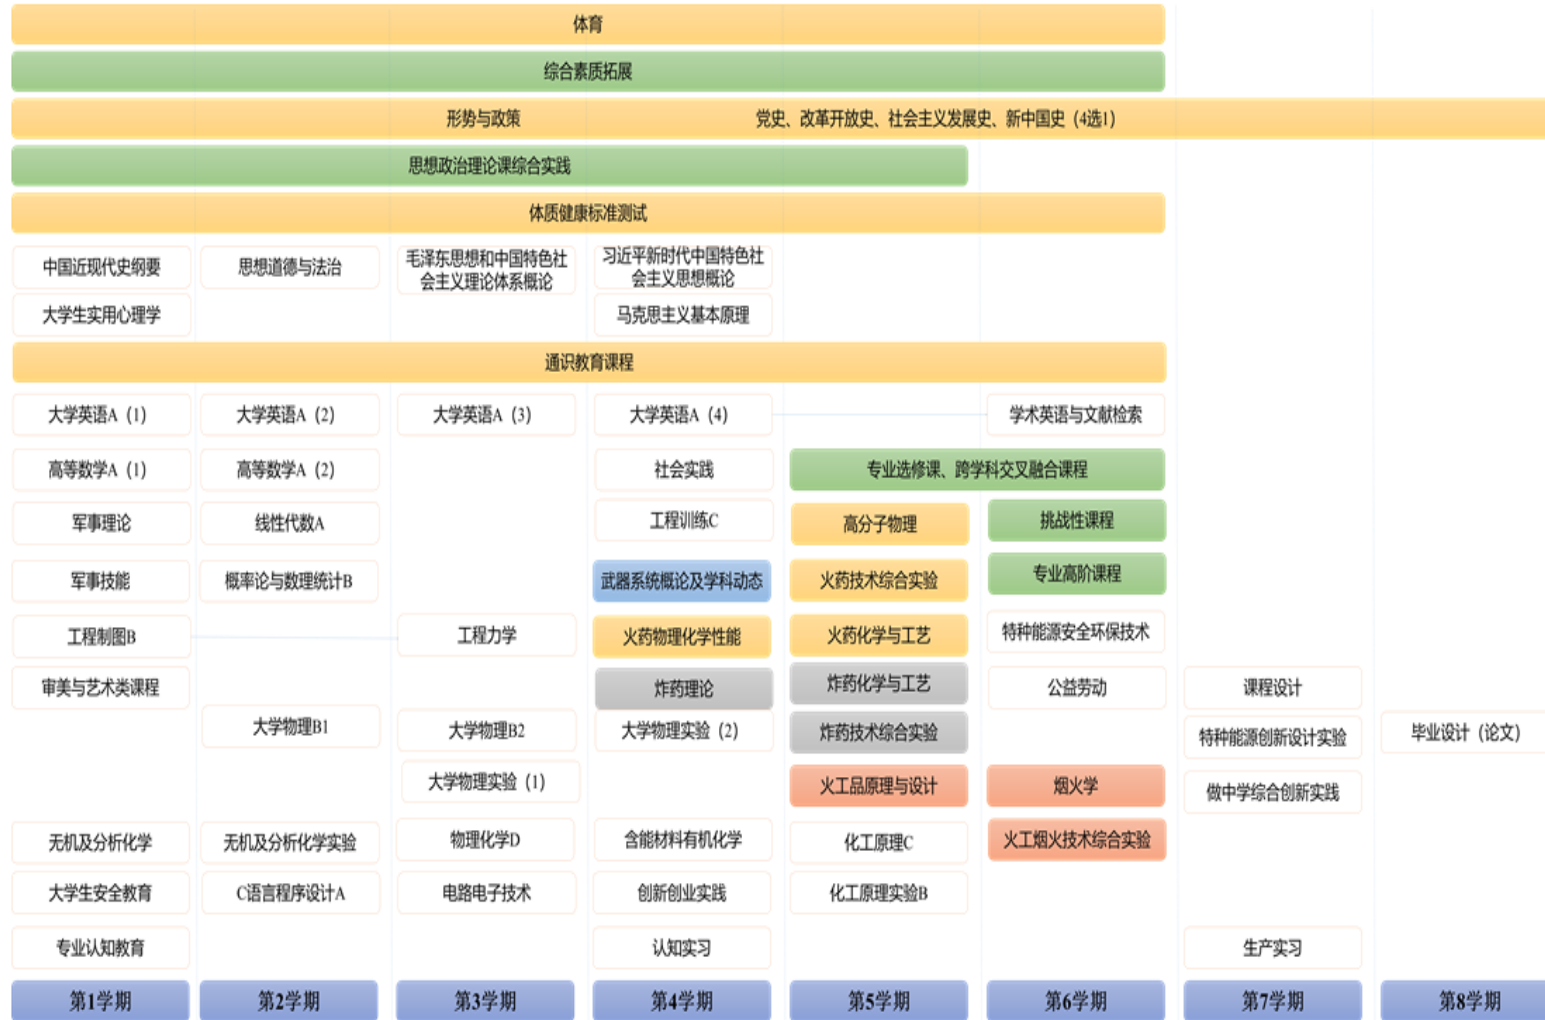 体育
综合素质拓展
形势与政策 党史、改革开放史、社会主义发展史、新中国史（4选1）
思想政治理论课综合实践
体质健康标准测试
中国近现代史纲要
思想道德与法治
毛泽东思想和中国特色社
会主义理论体系概论
习近平新时代中国特色社
会主义思想概论
大学生实用心理学
马克思主义基本原理
通识教育课程
大学英语A（1）
大学英语A（2）
大学英语A（3）
大学英语A（4）
学术英语与文献检索
高等数学A（1）
高等数学A（2）
社会实践
专业选修课、跨学科交叉融合课程
军事理论
线性代数A
工程训练C
高分子物理
挑战性课程
军事技能
概率论与数理统计B
武器系统概论及学科动态
火药技术综合实验
专业高阶课程
工程制图B
工程力学
火药物理化学性能
火药化学与工艺
特种能源安全环保技术
审美与艺术类课程
炸药理论
炸药化学与工艺
公益劳动
课程设计
大学物理B1
大学物理B2
大学物理实验（2）
炸药技术综合实验
特种能源创新设计实验
毕业设计（论文）
大学物理实验（1）
火工品原理与设计
烟火学
做中学综合创新实践
无机及分析化学
无机及分析化学实验
物理化学D
含能材料有机化学
化工原理C
火工烟火技术综合实验
大学生安全教育
C语言程序设计A
电路电子技术
创新创业实践
化工原理实验B
专业认知教育
认知实习
生产实习
第1学期
第2学期
第3学期
第4学期
第5学期
第6学期
第7学期
第8学期